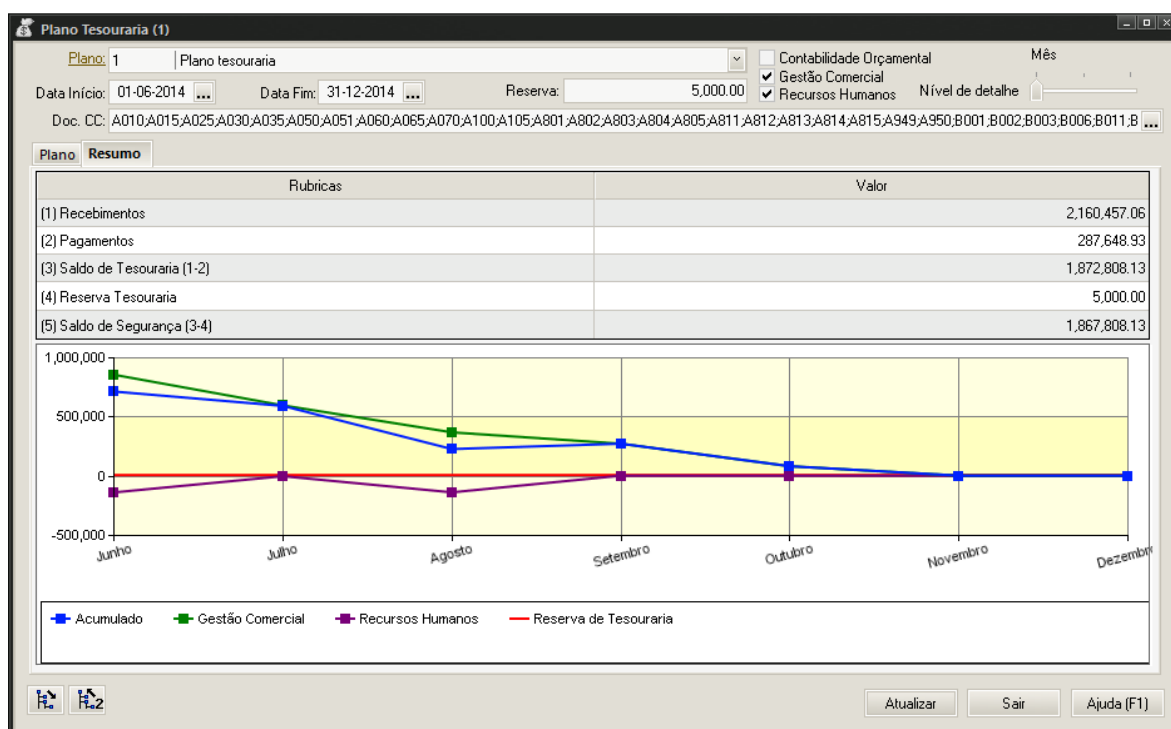 Plano Tesouraria (1)
Plano: 1 Plano tesouraria
Contabilidade Orçamental
Mês
Gestão Comercial
Data Início: 01-06-2014 ... Data Fim: 31-12-2014 ... Reserva: 5,000.00
Recursos Humanos
Nível de detalhe
Doc. CC: A010;A015;A025;A030;A035;A050;A051;A060;A065;A070;A100;A105;A801;A802;A803;A804;A805;A811;A812;A813;A814;A815;A949;A950;B001;B002;B003;B006;B011;B ...
Plano Resumo
Rubricas Valor
(1) Recebimentos 2,160,457.06
(2) Pagamentos 287,648.93
(3) Saldo de Tesouraria (1-2) 1,872,808.13
(4) Reserva Tesouraria 5,000.00
(5) Saldo de Segurança (3-4) 1,867,808.13
1,000,000
500,000
0
-500,000
Junho Julho Agosto Setembro Outubro Novembro Dezembro
Acumulado Gestão Comercial Recursos Humanos Reserva de Tesouraria
2
Atualizar Sair Ajuda (F1)